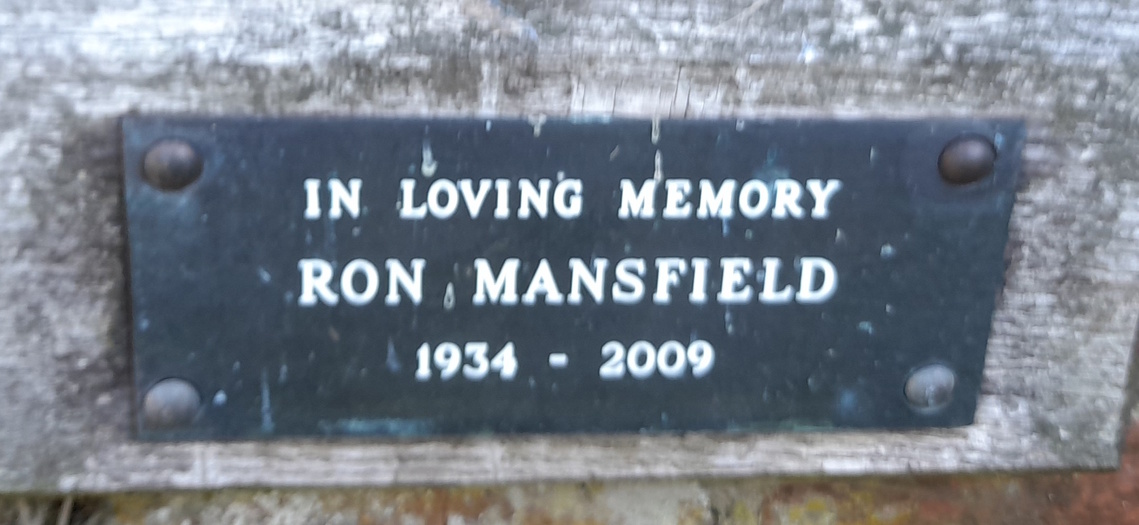 IN LOVING MEMORY
RON MANSFIELD
1934 - 2009